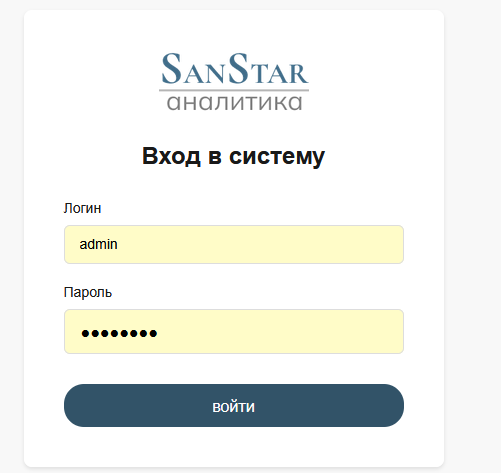 SANSTAR
аналитика
Вход в систему
Логин
admin
Пароль
••••••••
войти